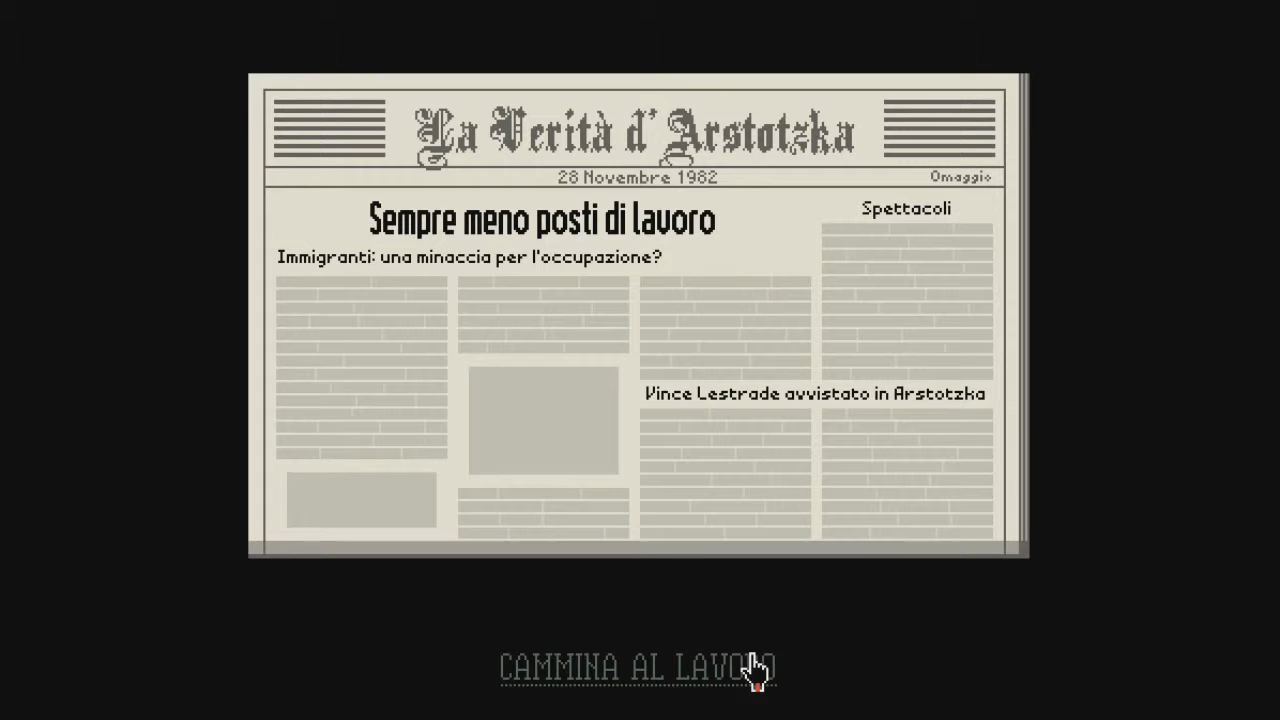 La Verità d'Arstotzka
28 Novembre 1982
Omaggio
Sempre meno posti di lavoro
Immigranti: una minaccia per l'occupazione?
Spettacoli
Vince Lestrade avvistato in Arstotzka
CAMMINA AL LAVORO